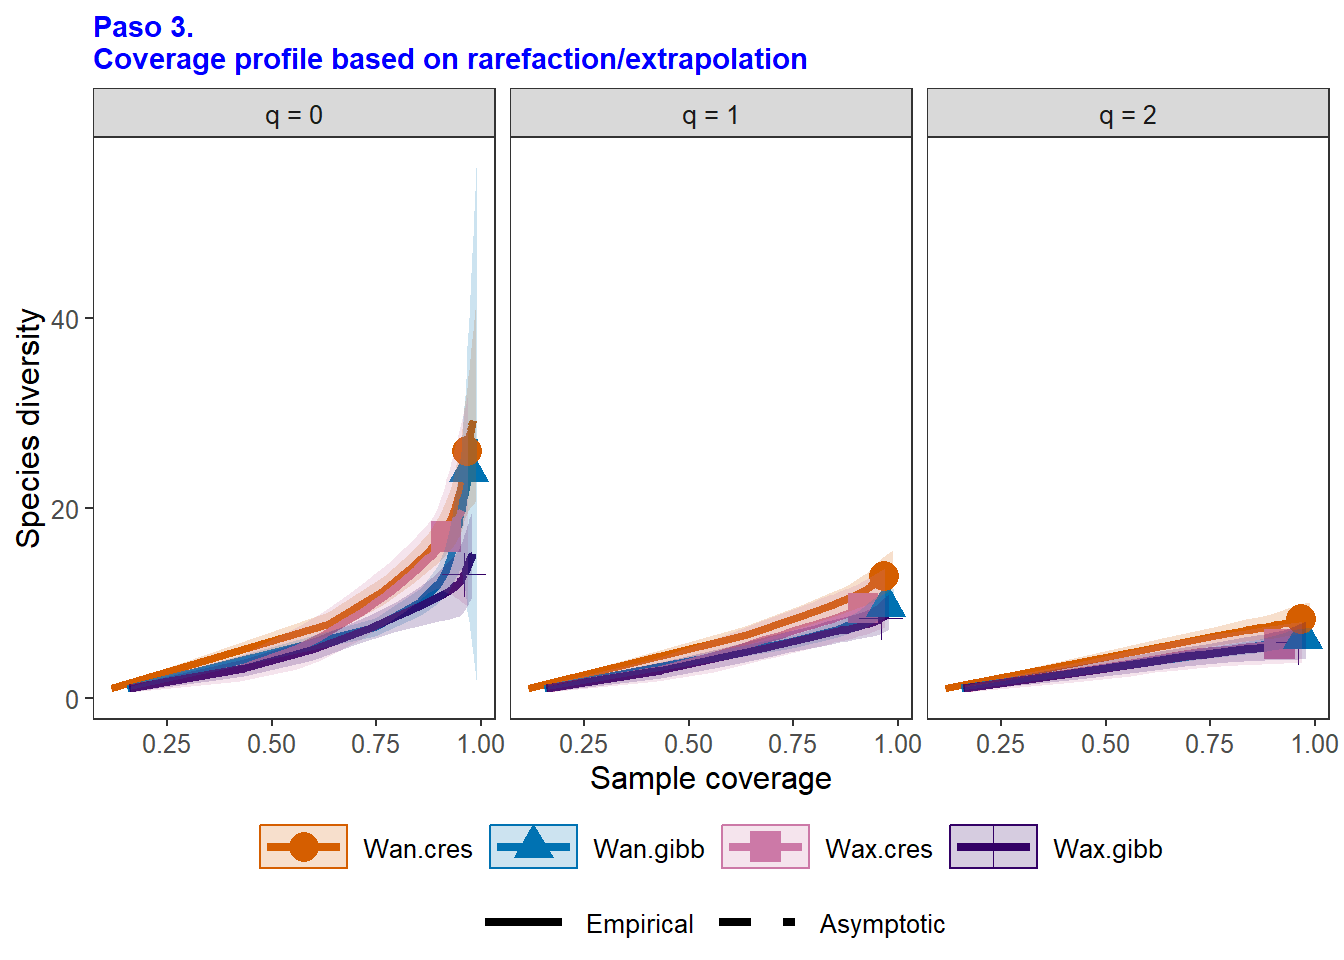 Paso 3.
Coverage profile based on rarefaction/extrapolation
q = 0
q = 1
q = 2
Species diversity
40
20
0
0.25 0.50 0.75 1.00
0.25 0.50 0.75 1.00
0.25 0.50 0.75 1.00
Sample coverage
Wan.cres Wan.gibb Wax.cres Wax.gibb
Empirical Asymptotic